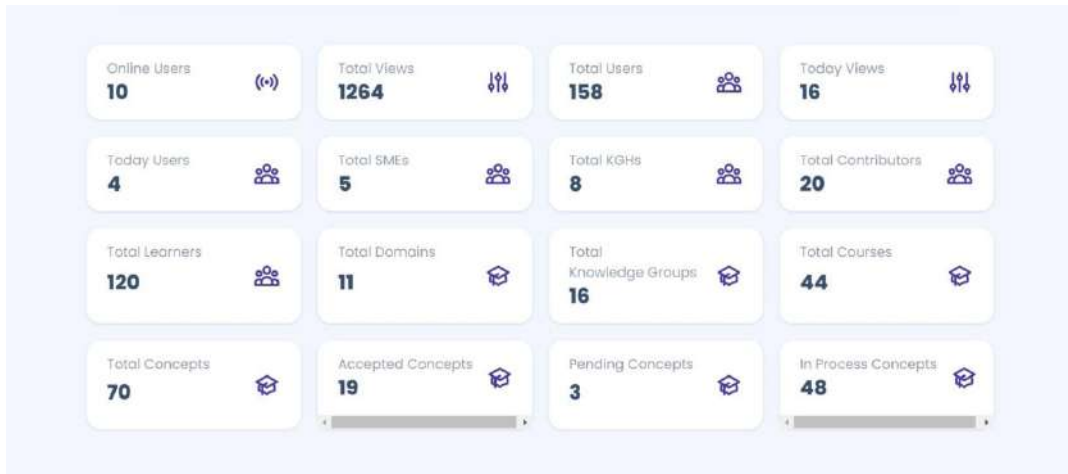 Online Users
10
Total Views
1264
Total Users
158
Today Views
16
Today Users
4
Total SMEs
5
Total KGHs
8
Total Contributors
20
Total Learners
120
Total Domains
11
Total
Knowledge Groups
16
Total Courses
44
Total Concepts
70
Accepted Concepts
19
Pending Concepts
3
In Process Concepts
48